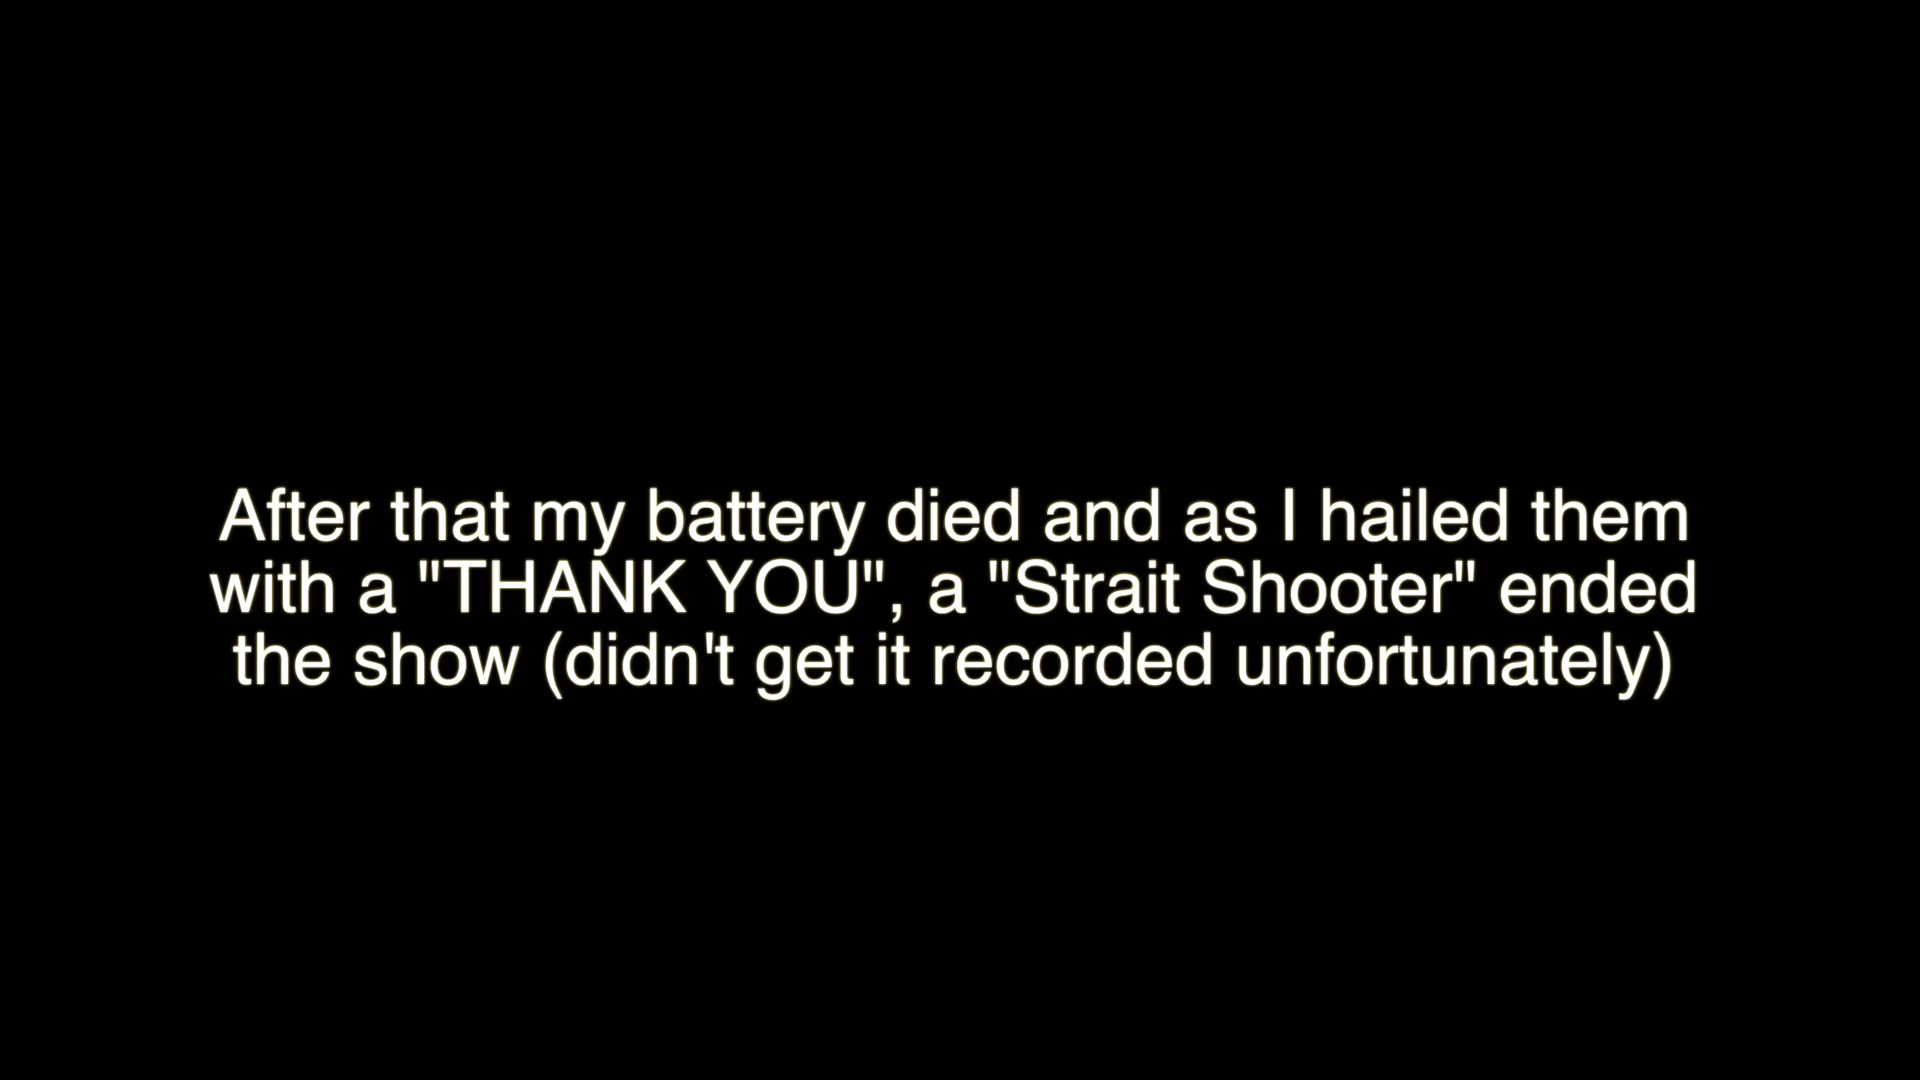 After that my battery died and as I hailed them
with a "THANK YOU", a "Strait Shooter" ended
the show (didn't get it recorded unfortunately)